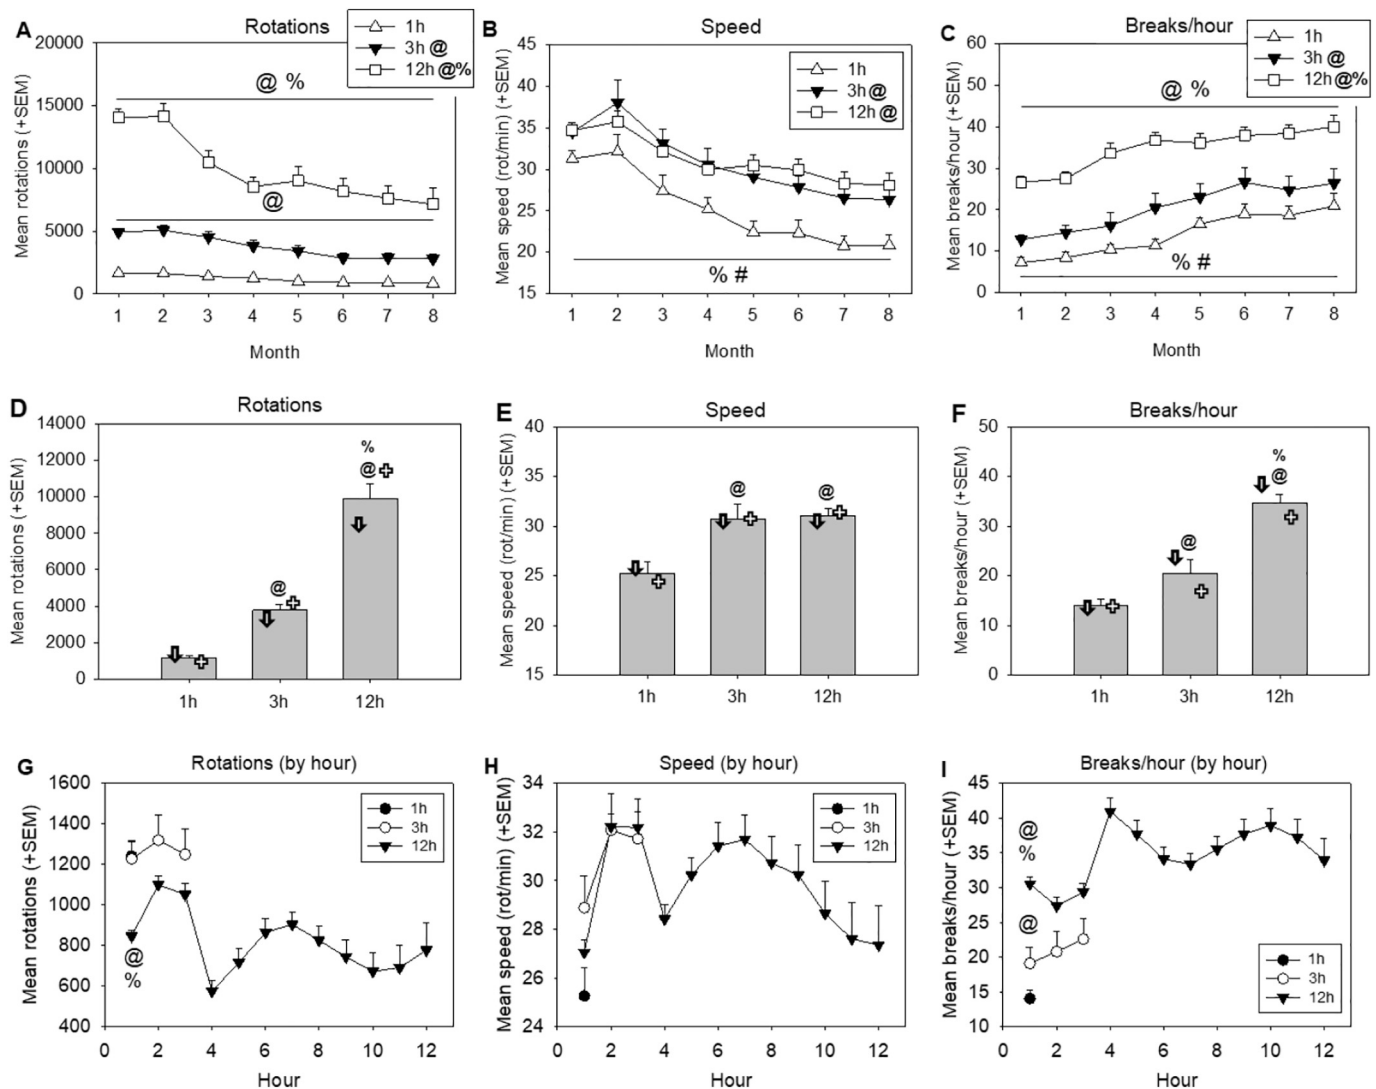 A
Rotations
1h
3h @
12h @%
Mean rotations (+SEM)
20000
15000
10000
5000
0
@ %
@
1 2 3 4 5 6 7 8
Month
B
Speed
1h
3h @
12h @
Mean speed (rot/min) (+SEM)
45
40
35
30
25
20
15
% #
1 2 3 4 5 6 7 8
Month
C
Breaks/hour
1h
3h @
12h @%
Mean breaks/hour (+SEM)
60
50
40
30
20
10
0
@ %
% #
1 2 3 4 5 6 7 8
Month
D
Rotations
Mean rotations (+SEM)
14000
12000
10000
8000
6000
4000
2000
0
@
%
@
1h 3h 12h
E
Speed
Mean speed (rot/min) (+SEM)
40
35
30
25
20
15
@
@
1h 3h 12h
F
Breaks/hour
Mean breaks/hour (+SEM)
50
40
30
20
10
0
@
%
@
1h 3h 12h
G
Rotations (by hour)
1h
3h
12h
Mean rotations (+SEM)
1600
1400
1200
1000
800
600
400
@
%
0 2 4 6 8 10 12
Hour
H
Speed (by hour)
1h
3h
12h
Mean speed (rot/min) (+SEM)
34
32
30
28
26
24
0 2 4 6 8 10 12
Hour
I
Breaks/hour (by hour)
Mean breaks/hour (+SEM)
45
40
35
30
25
20
15
10
@
%
@
1h
3h
12h
0 2 4 6 8 10 12
Hour